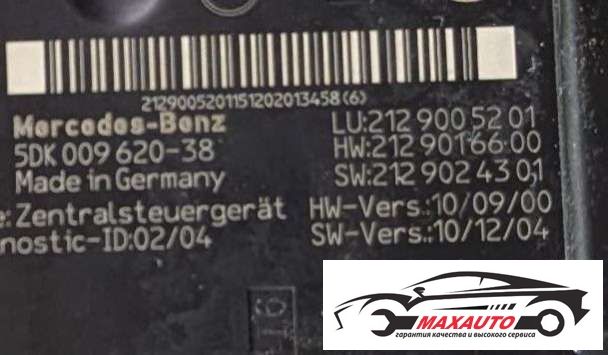 2129005201151202013458(6)
Mercedes-Benz
LU:212 900 52 01
5DK 009 620-38
HW:212 901 66 00
Made in Germany
SW:212 902 43 01
e:Zentralsteuergerät HW-Vers.:10/09/00
nostic-ID:02/04 SW-Vers.:10/12/04
MAXAUTO
гарантия качества и высокого сервиса